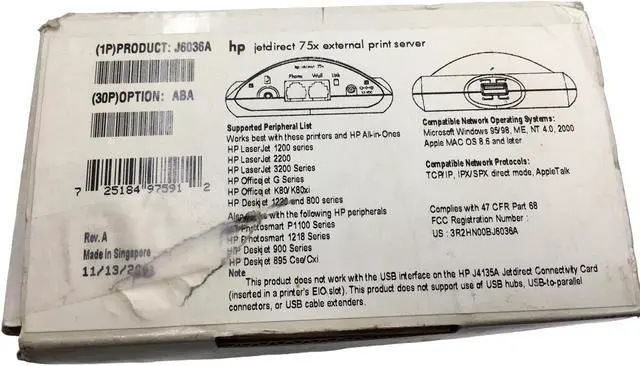 (1P)PRODUCT: J6036A
(30P)OPTION: ABA
7 25184 97591 2
Rev. A
Made in Singapore
11/13/20
hp jetdirect 75x external print server
hp jetdirect 75x
Phone Wall Link
Supported Peripheral List
Works best with these printers and HP All-in-Ones
HP LaserJet 1200 series
HP LaserJet 2200
HP LaserJet 3200 Series
HP Officejet G Series
HP Officejet K80/K80xi
HP Deskjet 1220 and 800 series
with the following HP peripherals
Photosmart P1100 Series
HP Photosmart 1218 Series
HP Deskjet 900 Series
HP Deskjet 895 Cse/Cxi
Note
This product does not work with the USB interface on the HP J4135A Jetdirect Connectivity Card
(inserted in a printer's EIO slot). This product does not support use of USB hubs, USB-to-parallel
connectors, or USB cable extenders.
Compatible Network Operating Systems:
Microsoft Windows 95/98, ME, NT 4.0, 2000
Apple MAC OS 8.6 and later
Compatible Network Protocols:
TCP/IP, IPX/SPX direct mode, AppleTalk
Complies with 47 CFR Part 68
FCC Registration Number :
US : 3R2HN00BJ6036A